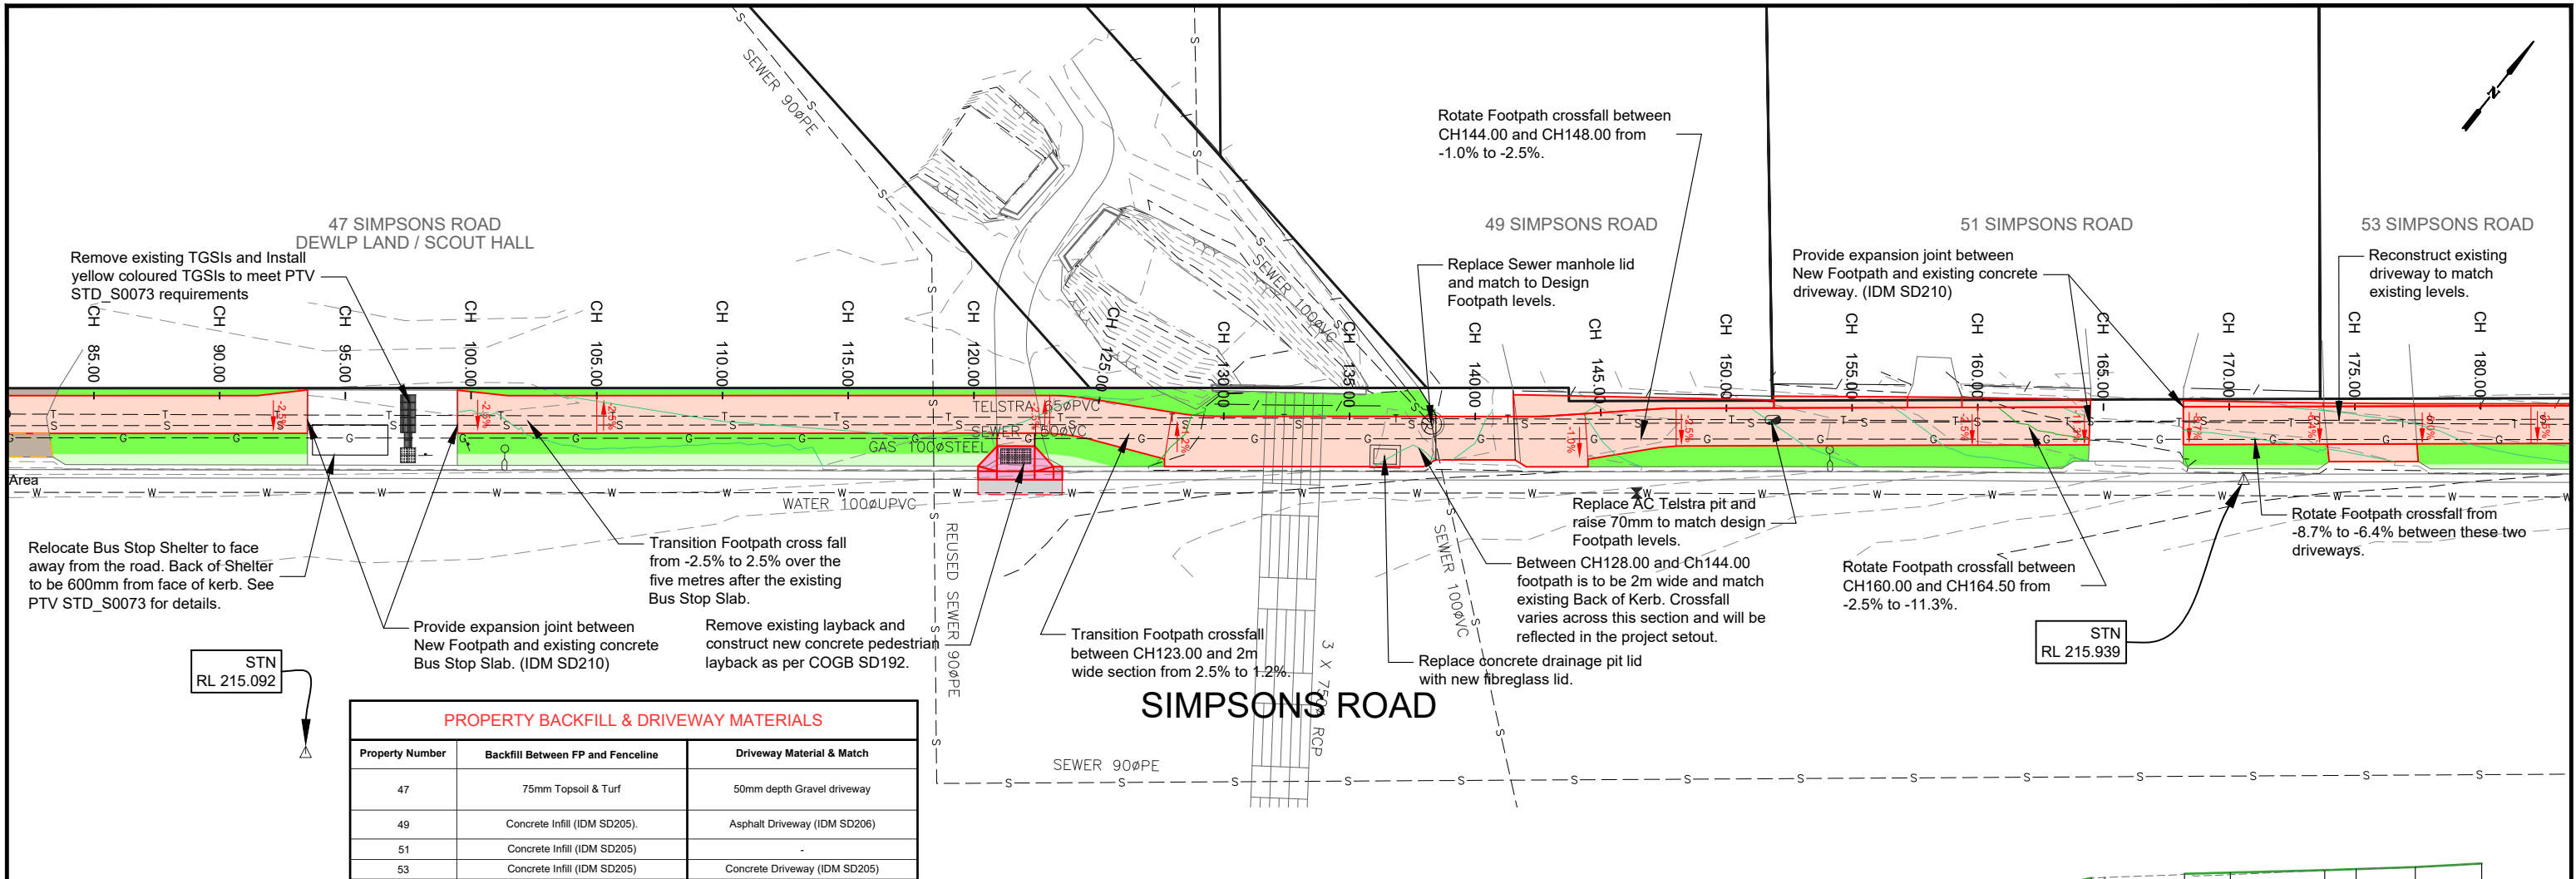 47 SIMPSONS ROAD
DEWLP LAND / SCOUT HALL
Remove existing TGSIs and Install
yellow coloured TGSIs to meet PTV
STD_S0073 requirements
SEWER 90øPE
SEWER 100øVC
Rotate Footpath crossfall between
CH144.00 and CH148.00 from
-1.0% to -2.5%.
49 SIMPSONS ROAD
Replace Sewer manhole lid
and match to Design
Footpath levels.
51 SIMPSONS ROAD
Provide expansion joint between
New Footpath and existing concrete
driveway. (IDM SD210)
53 SIMPSONS ROAD
Reconstruct existing
driveway to match
existing levels.
N
CH 85.00
CH 90.00
CH 95.00
CH 100.00
CH 105.00
CH 110.00
CH 115.00
CH 120.00
CH 125.00
CH 130.00
CH 135.00
CH 140.00
CH 145.00
CH 150.00
CH 155.00
CH 160.00
CH 165.00
CH 170.00
CH 175.00
CH 180.00
-2.5%
-2.5%
-2.5%
-1.0%
-2.5%
TELSTRA 65øPVC
SEWER 150øVC
GAS 100øSTEEL
Area
WATER 100øUPVC
Relocate Bus Stop Shelter to face
away from the road. Back of Shelter
to be 600mm from face of kerb. See
PTV STD_S0073 for details.
Provide expansion joint between
New Footpath and existing concrete
Bus Stop Slab. (IDM SD210)
Transition Footpath cross fall
from -2.5% to 2.5% over the
five metres after the existing
Bus Stop Slab.
Remove existing layback and
construct new concrete pedestrian
layback as per COGB SD192.
REUSED SEWER 90øPE
Transition Footpath crossfall
between CH123.00 and 2m
wide section from 2.5% to 1.2%.
3 X 750ø RCP
Replace concrete drainage pit lid
with new fibreglass lid.
SEWER 100øVC
Replace AC Telstra pit and
raise 70mm to match design
Footpath levels.
Between CH128.00 and Ch144.00
footpath is to be 2m wide and match
existing Back of Kerb. Crossfall
varies across this section and will be
reflected in the project setout.
Rotate Footpath crossfall between
CH160.00 and CH164.50 from
-2.5% to -11.3%.
Rotate Footpath crossfall from
-8.7% to -6.4% between these two
driveways.
STN
RL 215.092
STN
RL 215.939
SIMPSONS ROAD
SEWER 90øPE
PROPERTY BACKFILL & DRIVEWAY MATERIALS
Property Number Backfill Between FP and Fenceline Driveway Material & Match
47 75mm Topsoil & Turf 50mm depth Gravel driveway
49 Concrete Infill (IDM SD205). Asphalt Driveway (IDM SD206)
51 Concrete Infill (IDM SD205) -
53 Concrete Infill (IDM SD205) Concrete Driveway (IDM SD205)